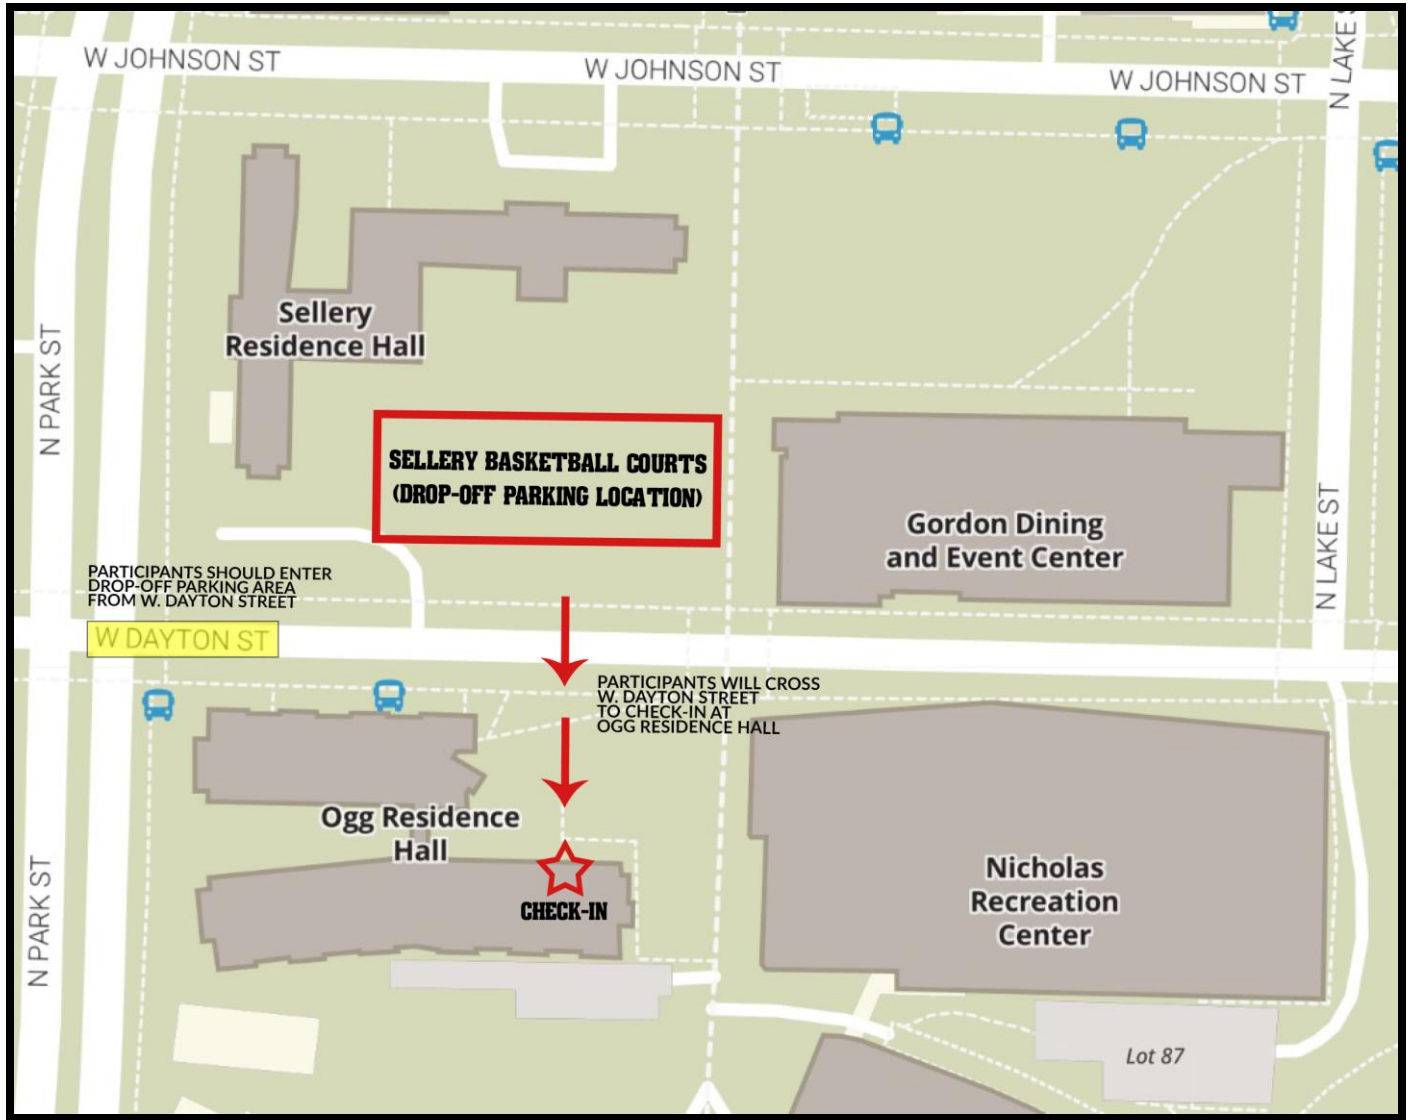 W JOHNSON ST
W JOHNSON ST
W JOHNSON ST
N LAKE S
N PARK ST
Sellery
Residence Hall
SELLERY BASKETBALL COURTS
(DROP-OFF PARKING LOCATION)
Gordon Dining
and Event Center
N LAKE ST
PARTICIPANTS SHOULD ENTER
DROP-OFF PARKING AREA
FROM W. DAYTON STREET
W DAYTON ST
PARTICIPANTS WILL CROSS
W. DAYTON STREET
TO CHECK-IN AT
OGG RESIDENCE HALL
Ogg Residence
Hall
CHECK-IN
N PARK ST
Nicholas
Recreation
Center
Lot 87